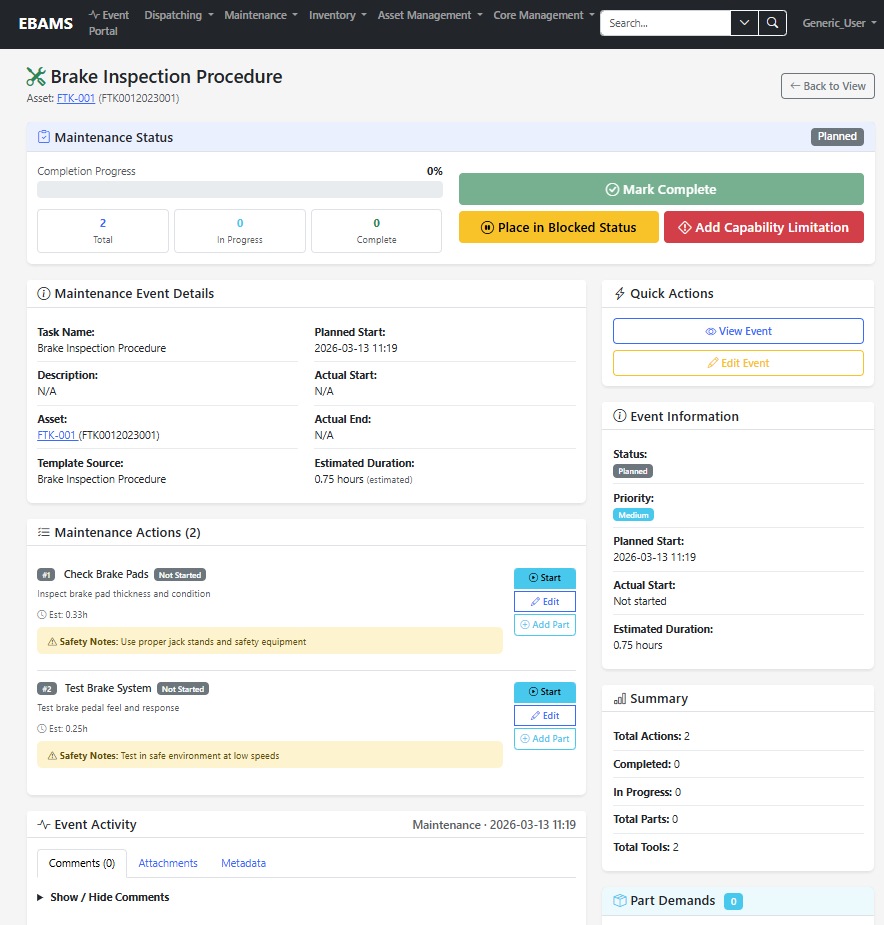 EBAMS
Event Portal
Dispatching
Maintenance
Inventory
Asset Management
Core Management
Search...
Generic_User
Brake Inspection Procedure
Asset: FTK-001 (FTK0012023001)
Back to View
Maintenance Status
Planned
Completion Progress
0%
2
Total
0
In Progress
0
Complete
Mark Complete
Place in Blocked Status
Add Capability Limitation
Maintenance Event Details
Task Name:
Brake Inspection Procedure
Description:
N/A
Asset:
FTK-001 (FTK0012023001)
Template Source:
Brake Inspection Procedure
Planned Start:
2026-03-13 11:19
Actual Start:
N/A
Actual End:
N/A
Estimated Duration:
0.75 hours (estimated)
Maintenance Actions (2)
#1 Check Brake Pads Not Started
Inspect brake pad thickness and condition
Est: 0.33h
Safety Notes: Use proper jack stands and safety equipment
Start
Edit
Add Part
#2 Test Brake System Not Started
Test brake pedal feel and response
Est: 0.25h
Safety Notes: Test in safe environment at low speeds
Start
Edit
Add Part
Event Activity
Maintenance · 2026-03-13 11:19
Comments (0)
Attachments
Metadata
Show / Hide Comments
Quick Actions
View Event
Edit Event
Event Information
Status:
Planned
Priority:
Medium
Planned Start:
2026-03-13 11:19
Actual Start:
Not started
Estimated Duration:
0.75 hours
Summary
Total Actions: 2
Completed: 0
In Progress: 0
Total Parts: 0
Total Tools: 2
Part Demands 0